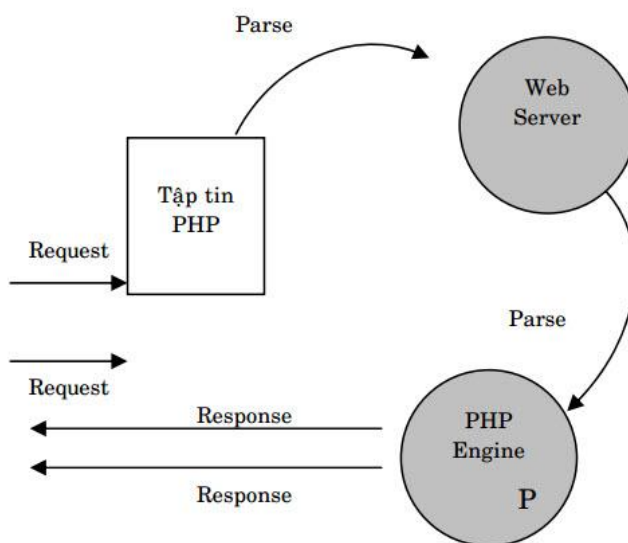 Parse
Web
Server
Tập tin
PHP
Request
Parse
Request
Response
PHP
Engine
P
Response